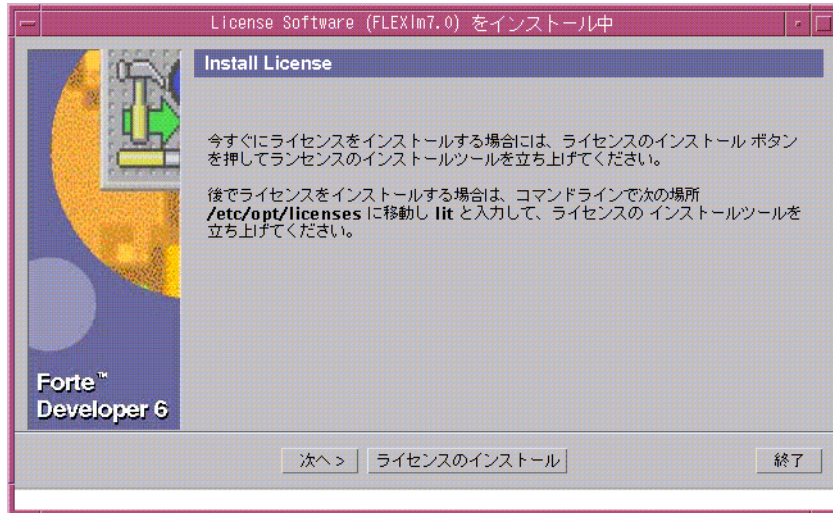 License Software (FLEXlm7.0) をインストール中
Install License
今すぐにライセンスをインストールする場合には、ライセンスのインストール ボタン
を押してランセンスのインストールツールを立ち上げてください。
後でライセンスをインストールする場合は、コマンドラインで次の場所
/etc/opt/licenses に移動し lit と入力して、ライセンスの インストールツールを
立ち上げてください。
Forte™
Developer 6
次へ > ライセンスのインストール 終了